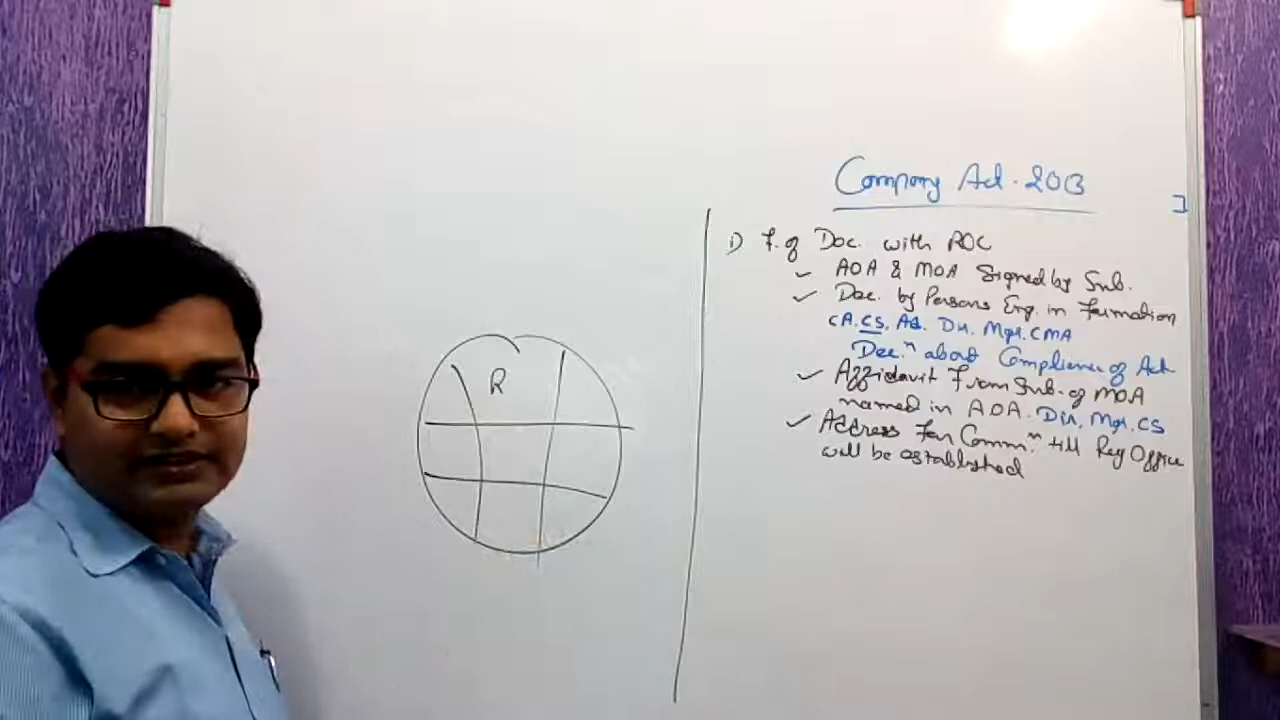 R
Company Act. 2013
]
1) F. of Doc. with ROC
✓ AOA & MOA Signed by Sub.
✓ Dec. by Persons Eng. in Formation
CA. CS. Ad. Dir. Mgr. CMA
Dec.ⁿ about Compliance of Act
✓ Affidavit from Sub. of MOA
named in AOA. Dir, Mgr, CS
✓ Address for Comm.ⁿ till Reg Office
will be established